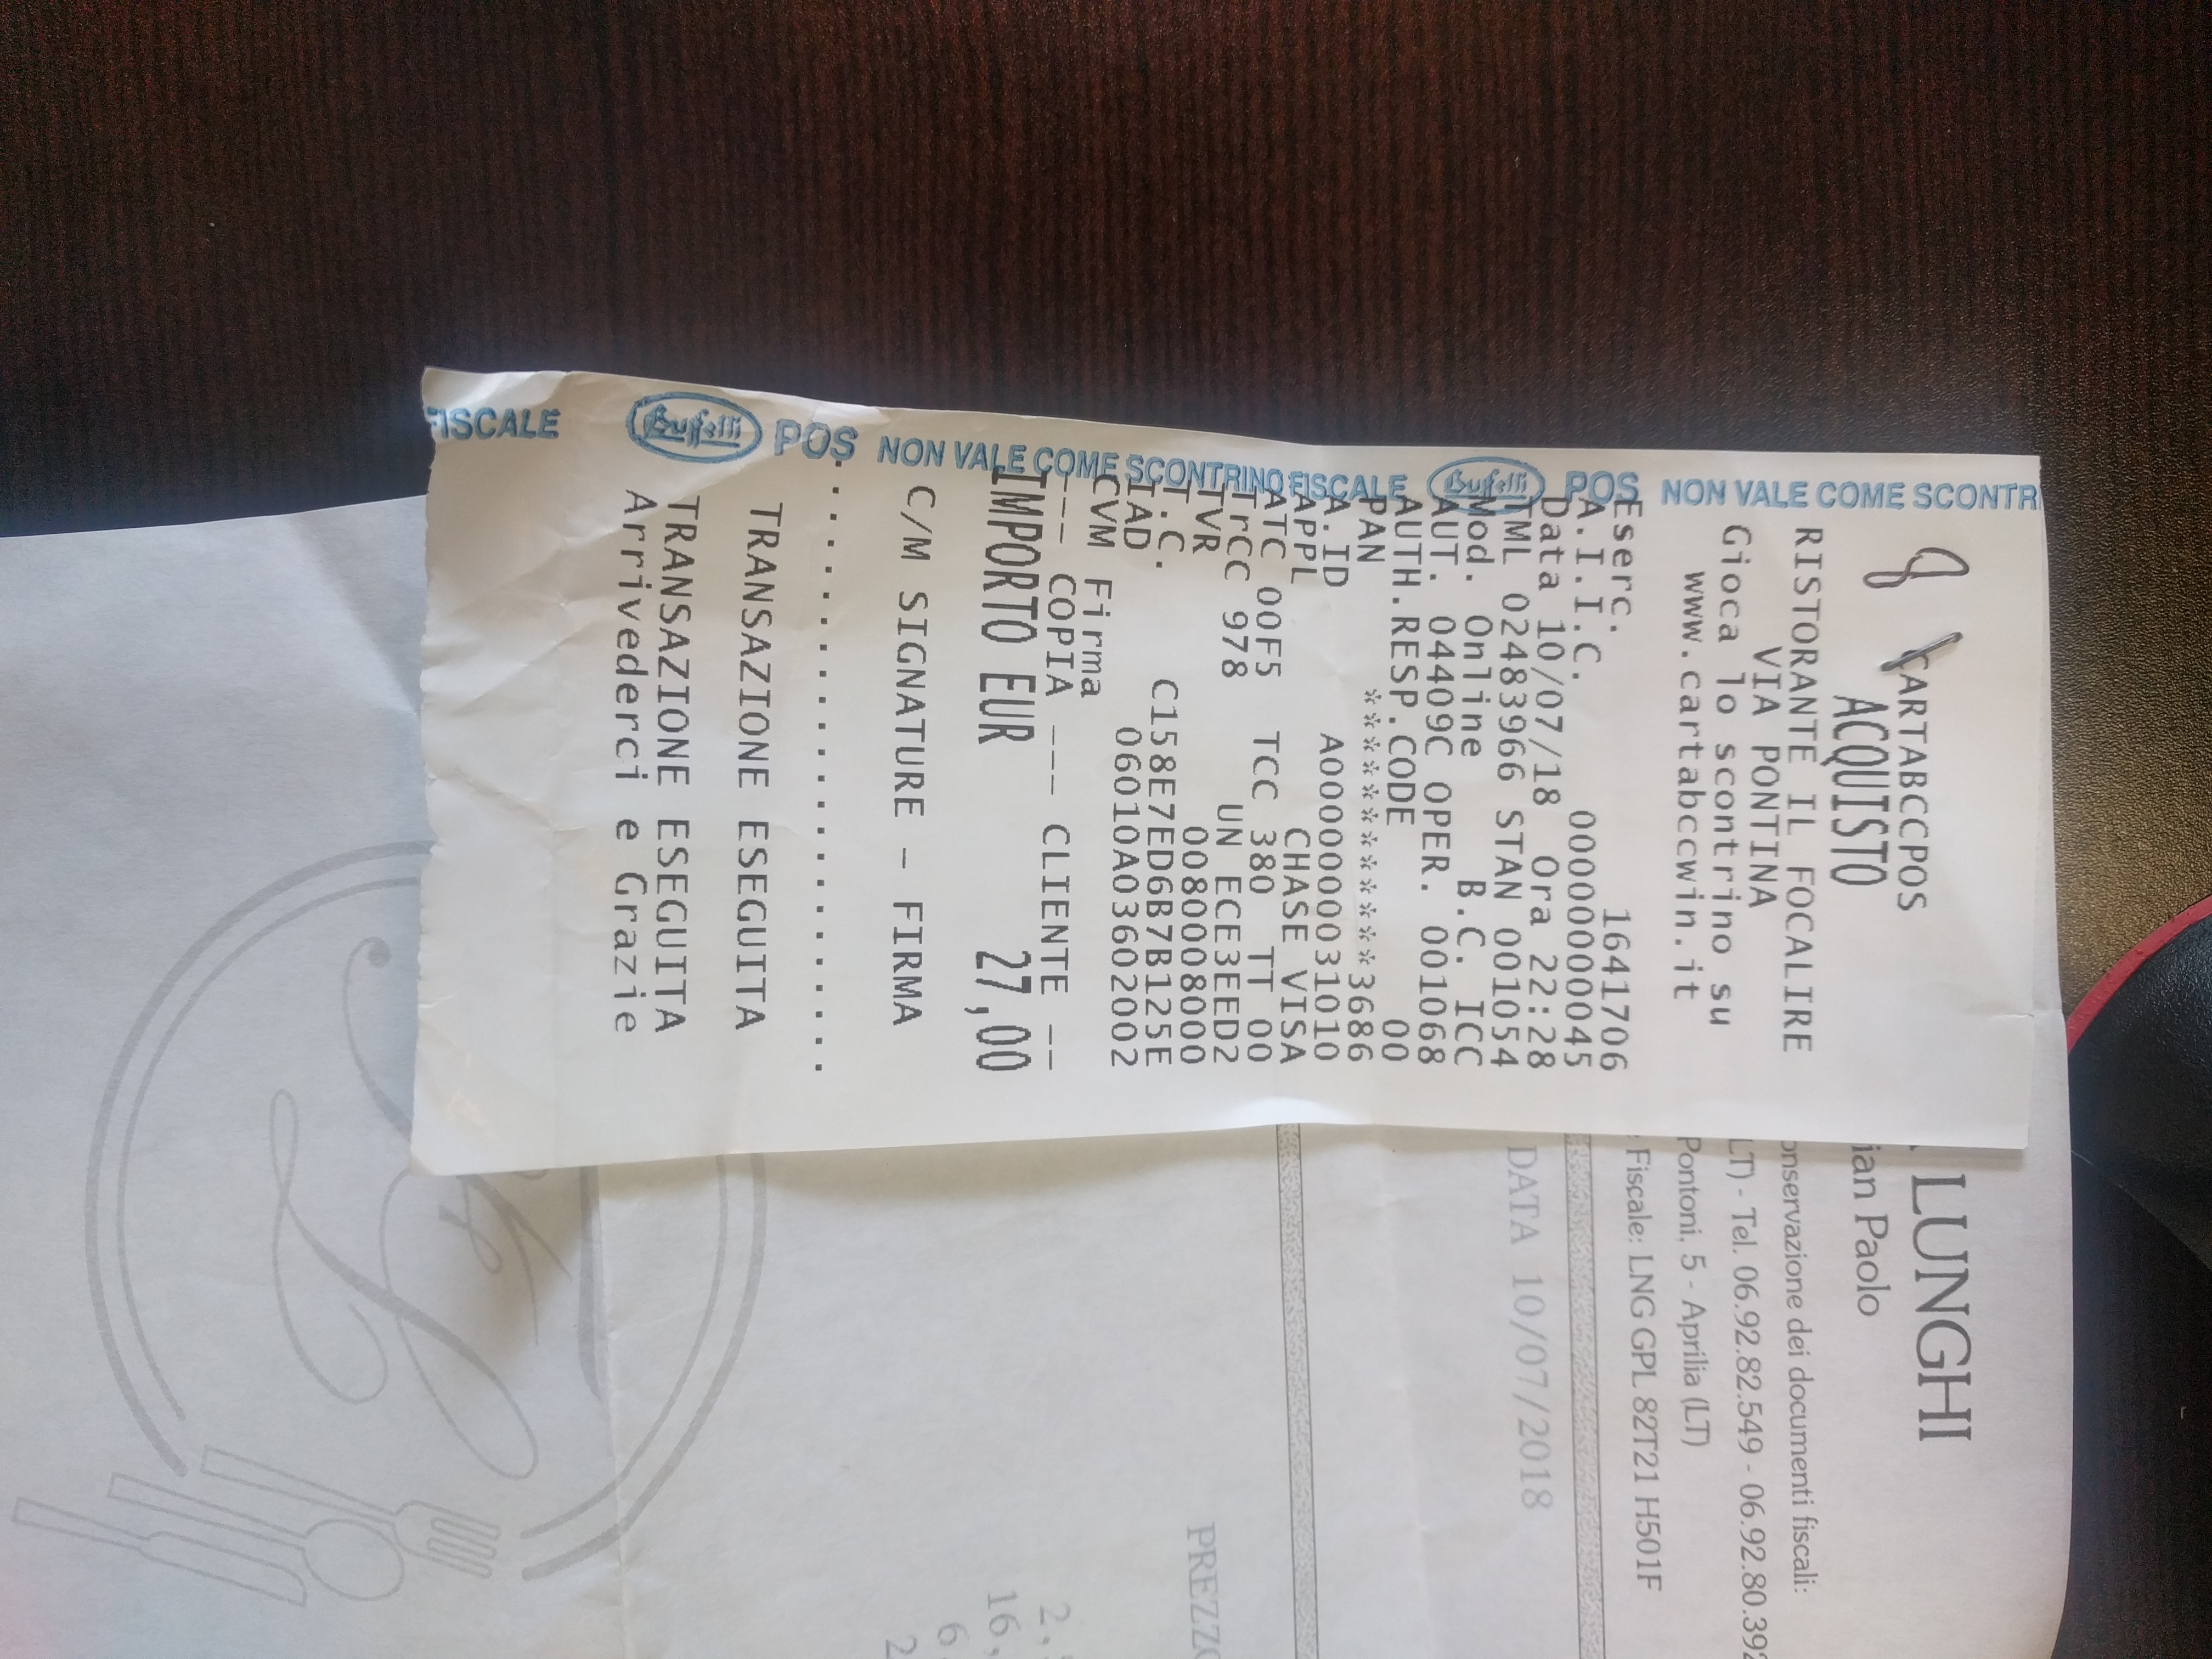 CARTABCCPOS
ACQUISTO
RISTORANTE IL FOCALIRE
VIA PONTINA
Gioca lo scontrino su
www.cartabccwin.it
Eserc. 1641706
A.I.I.C. 00000000045
Data 10/07/18 Ora 22:28
TML 02483966 STAN 001054
Mod. Online B.C. ICC
AUT. 04409C OPER. 001068
AUTH.RESP.CODE 00
PAN ************3686
A.ID A0000000031010
APPL CHASE VISA
ATC 00F5 TCC 380 TT 00
TrCC 978 UN ECE3EED2
TVR 0080008000
T.C. C158E7ED6B7B125E
IAD 06010A03602002
CVM Firma
--- COPIA --- CLIENTE --
IMPORTO EUR 27,00
C/M SIGNATURE - FIRMA
........................
TRANSAZIONE ESEGUITA
TRANSAZIONE ESEGUITA
Arrivederci e Grazie
FISCALE Buffetti POS NON VALE COME SCONTRINO FISCALE Buffetti POS NON VALE COME SCONTR
LUNGHI
ian Paolo
onservazione dei documenti fiscali:
LT) - Tel. 06.92.82.549 - 06.92.80.392
Pontoni, 5 - Aprilia (LT)
Fiscale: LNG GPL 82T21 H501F
DATA 10/07/2018
PREZZO
2,
16,
6
2